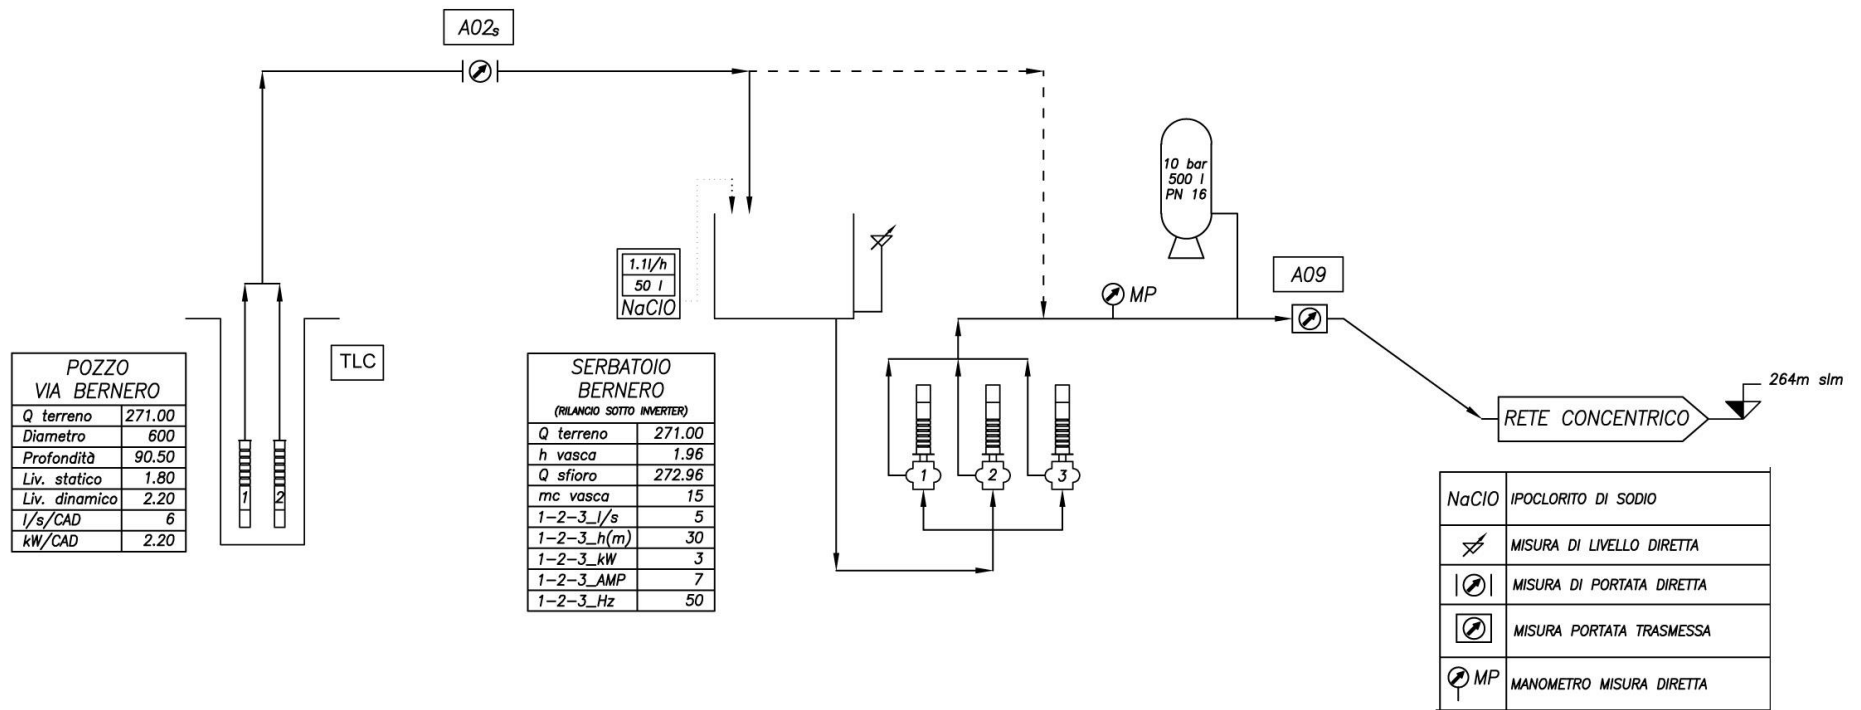 A02s
10 bar
500 l
PN 16
A09
MP
1.1l/h
50 l
NaClO
TLC
264m slm
RETE CONCENTRICO
POZZO
VIA BERNERO
Q terreno 271.00
Diametro 600
Profondità 90.50
Liv. statico 1.80
Liv. dinamico 2.20
l/s/CAD 6
kW/CAD 2.20
1 2
SERBATOIO
BERNERO
(RILANCIO SOTTO INVERTER)
Q terreno 271.00
h vasca 1.96
Q sfioro 272.96
mc vasca 15
1-2-3_l/s 5
1-2-3_h(m) 30
1-2-3_kW 3
1-2-3_AMP 7
1-2-3_Hz 50
1 2 3
NaClO IPOCLORITO DI SODIO
MISURA DI LIVELLO DIRETTA
MISURA DI PORTATA DIRETTA
MISURA PORTATA TRASMESSA
MP MANOMETRO MISURA DIRETTA